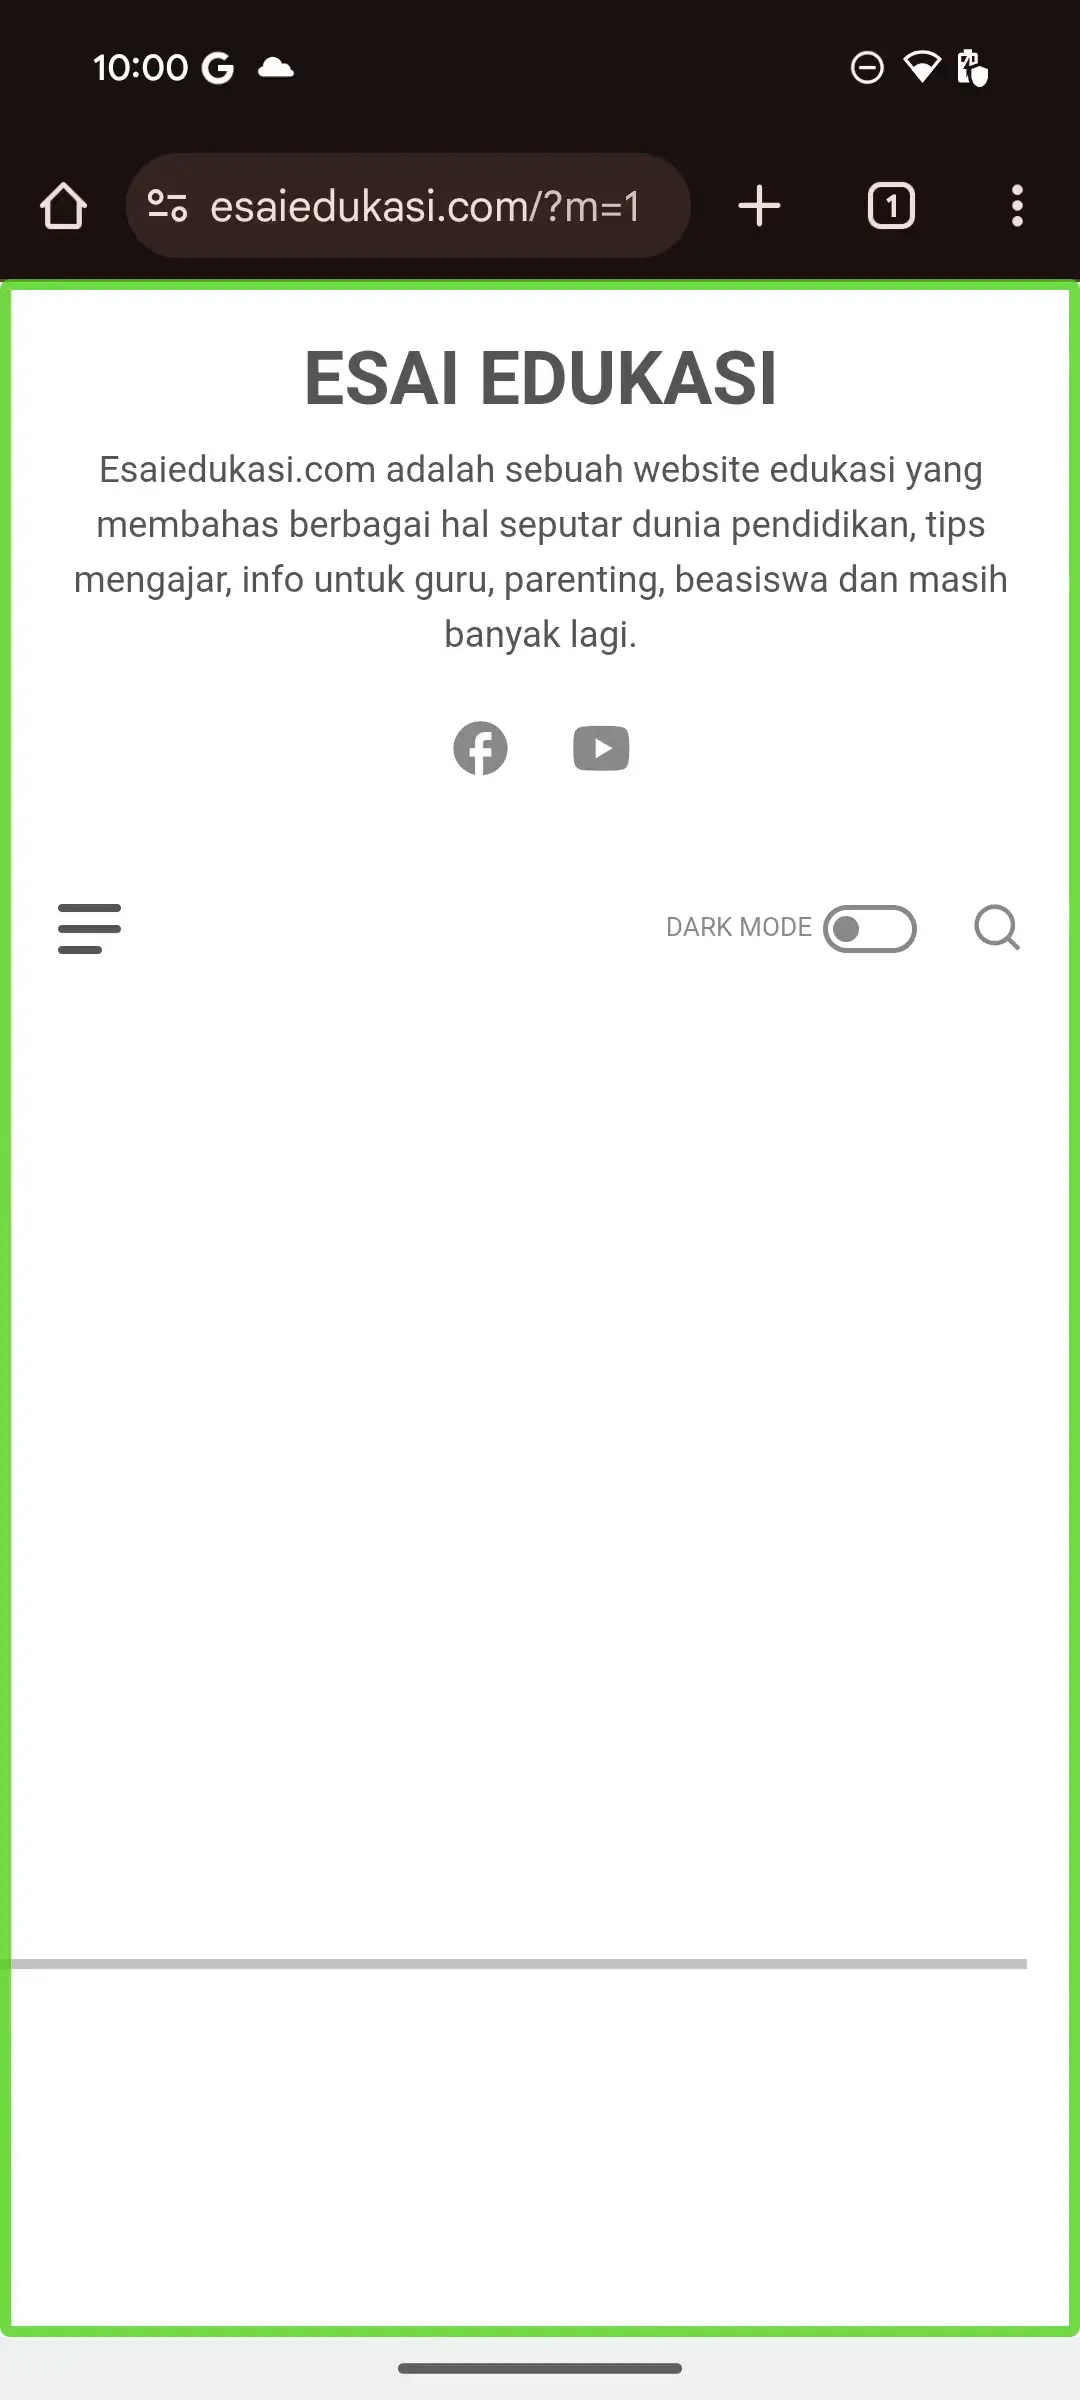 10:00
esaiedukasi.com/?m=1
1
ESAI EDUKASI
Esaiedukasi.com adalah sebuah website edukasi yang
membahas berbagai hal seputar dunia pendidikan, tips
mengajar, info untuk guru, parenting, beasiswa dan masih
banyak lagi.
DARK MODE